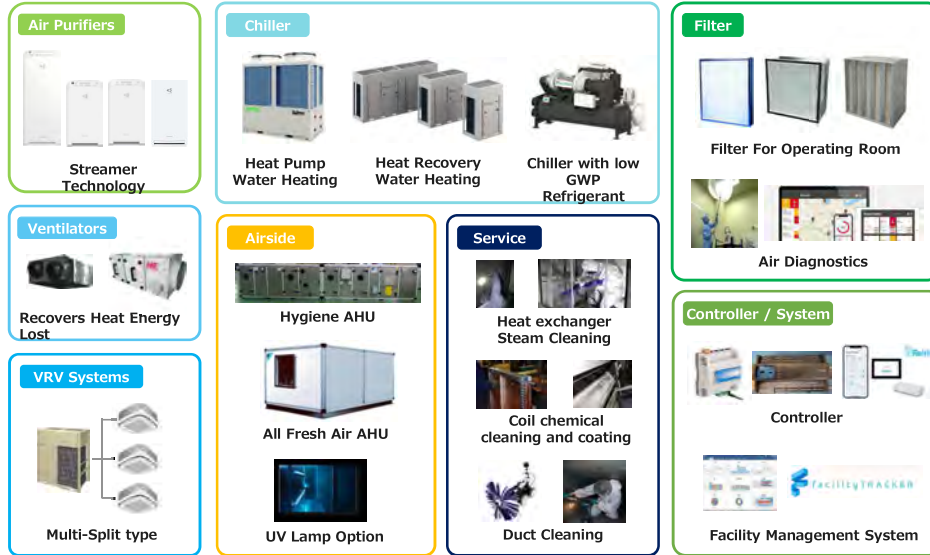 Air Purifiers
Streamer
Technology
Chiller
Heat Pump
Water Heating
Heat Recovery
Water Heating
Chiller with low
GWP
Refrigerant
Filter
Filter For Operating Room
Air Diagnostics
Ventilators
Recovers Heat Energy
Lost
Airside
Hygiene AHU
All Fresh Air AHU
UV Lamp Option
Service
Heat exchanger
Steam Cleaning
Coil chemical
cleaning and coating
Duct Cleaning
Controller / System
Controller
facilityTRACKER
Facility Management System
VRV Systems
Multi-Split type